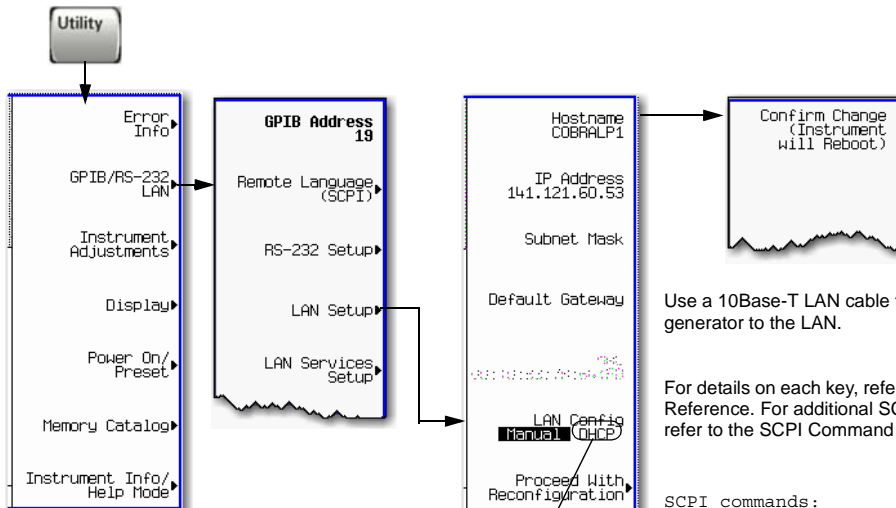 Utility
Error
Info
GPIB/RS-232
LAN
Instrument
Adjustments
Display
Power On/
Preset
Memory Catalog
Instrument Info/
Help Mode
GPIB Address
19
Remote Language
(SCPI)
RS-232 Setup
LAN Setup
LAN Services
Setup
Hostname
COBRALP1
IP Address
141.121.60.53
Subnet Mask
Default Gateway
LAN Config
Manual DHCP
Proceed With
Reconfiguration
Confirm Change
(Instrument
will Reboot)
Use a 10Base-T LAN cable
generator to the LAN.
For details on each key, refe
Reference. For additional SC
refer to the SCPI Command
SCPI commands: